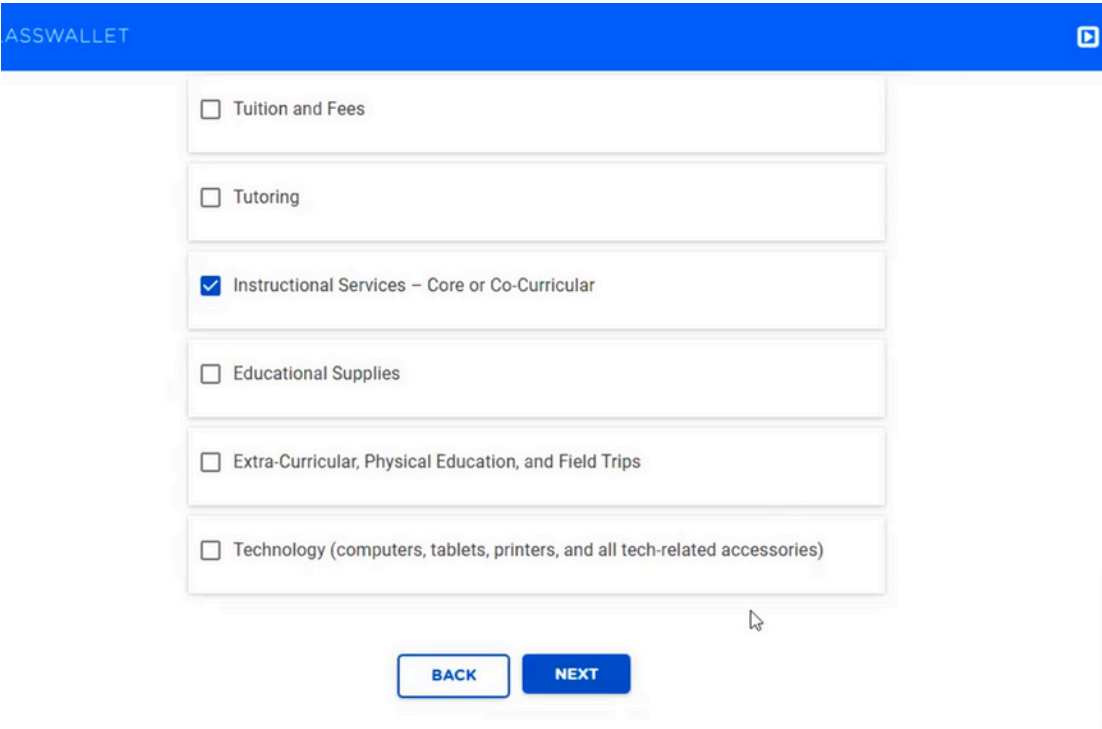 LASSWALLET
Tuition and Fees
Tutoring
Instructional Services – Core or Co-Curricular
Educational Supplies
Extra-Curricular, Physical Education, and Field Trips
Technology (computers, tablets, printers, and all tech-related accessories)
BACK
NEXT